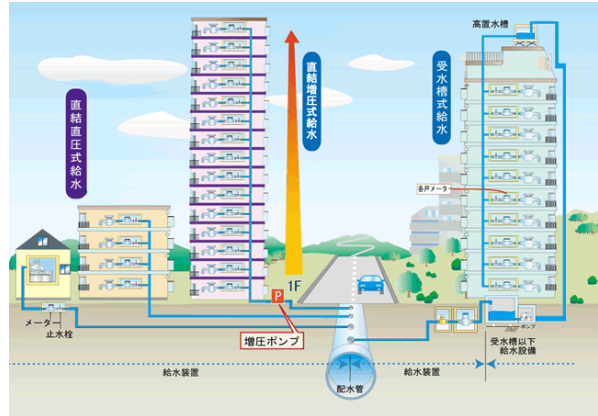 高置水槽
直結増圧式給水
受水槽式給水
直結直圧式給水
各戸メータ
1F
P
メーター
止水栓
増圧ポンプ
ポンプ
受水槽以下
給水設備
給水装置
配水管
給水装置